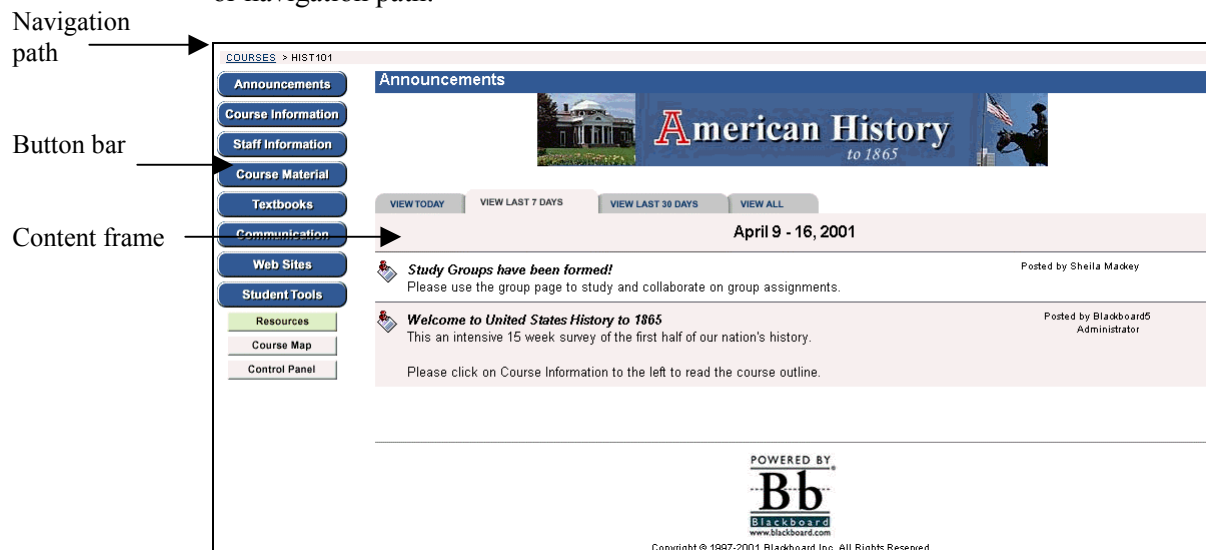 or navigation path.
Navigation
path
Button bar
Content frame
COURSES > HIST101
Announcements
Course Information
Staff Information
Course Material
Textbooks
Communication
Web Sites
Student Tools
Resources
Course Map
Control Panel
Announcements
American History
to 1865
VIEW TODAY VIEW LAST 7 DAYS VIEW LAST 30 DAYS VIEW ALL
April 9 - 16, 2001
Study Groups have been formed! Posted by Sheila Mackey
Please use the group page to study and collaborate on group assignments.
Welcome to United States History to 1865 Posted by Blackboard5
This an intensive 15 week survey of the first half of our nation's history. Administrator
Please click on Course Information to the left to read the course outline.
POWERED BY
Bb
Blackboard
www.blackboard.com
Copyright © 1997-2001 Blackboard Inc. All Rights Reserved.